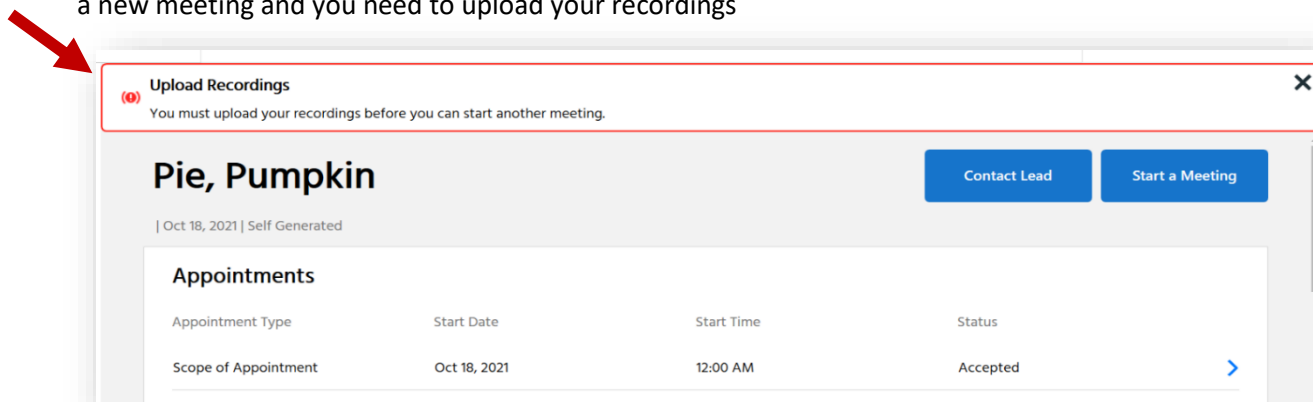 a new meeting and you need to upload your recordings
Upload Recordings
You must upload your recordings before you can start another meeting.
Pie, Pumpkin
Contact Lead
Start a Meeting
| Oct 18, 2021 | Self Generated
Appointments
Appointment Type Start Date Start Time Status
Scope of Appointment Oct 18, 2021 12:00 AM Accepted